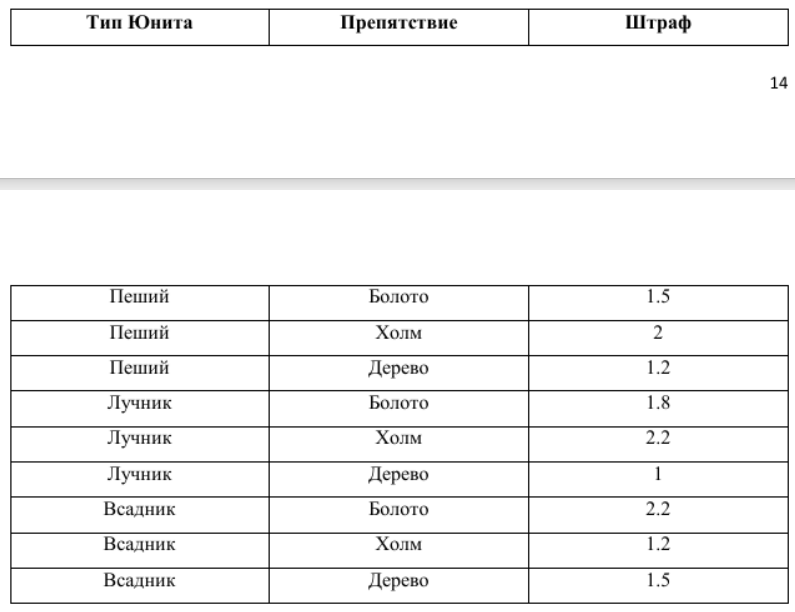 Тип Юнита Препятствие Штраф
14
Пеший Болото 1.5
Пеший Холм 2
Пеший Дерево 1.2
Лучник Болото 1.8
Лучник Холм 2.2
Лучник Дерево 1
Всадник Болото 2.2
Всадник Холм 1.2
Всадник Дерево 1.5